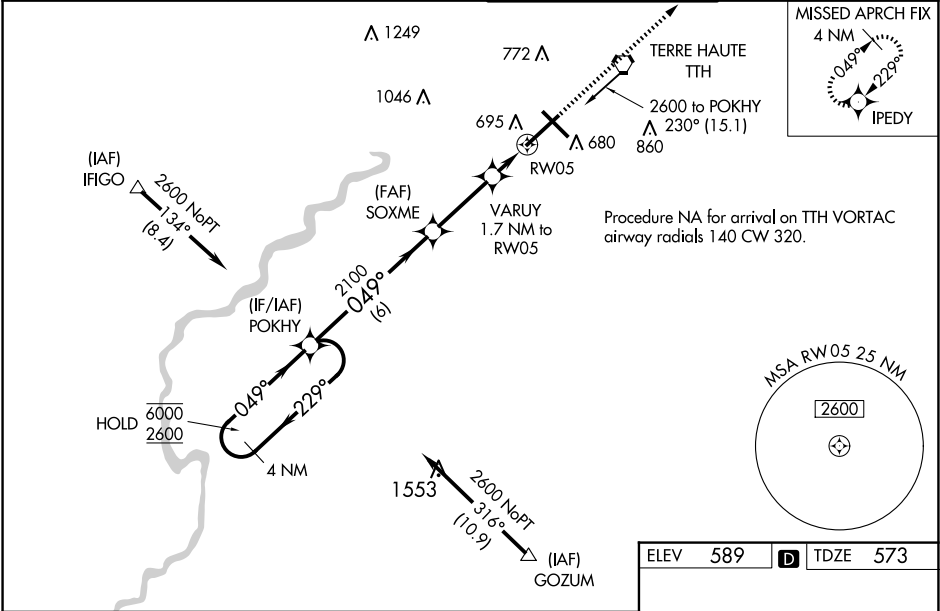 1249
772
1046
695
680
860
TERRE HAUTE
TTH
2600 to POKHY
230° (15.1)
MISSED APRCH FIX
4 NM
049°
229°
IPEDY
RW05
(IAF)
IFIGO
2600 NoPT
134°
(8.4)
(FAF)
SOXME
VARUY
1.7 NM to
RW05
Procedure NA for arrival on TTH VORTAC
airway radials 140 CW 320.
2100
049°
(6)
(IF/IAF)
POKHY
049°
229°
HOLD
6000
2600
4 NM
1553
2600 NoPT
316°
(10.9)
(IAF)
GOZUM
MSA RW05 25 NM
2600
ELEV 589 D TDZE 573